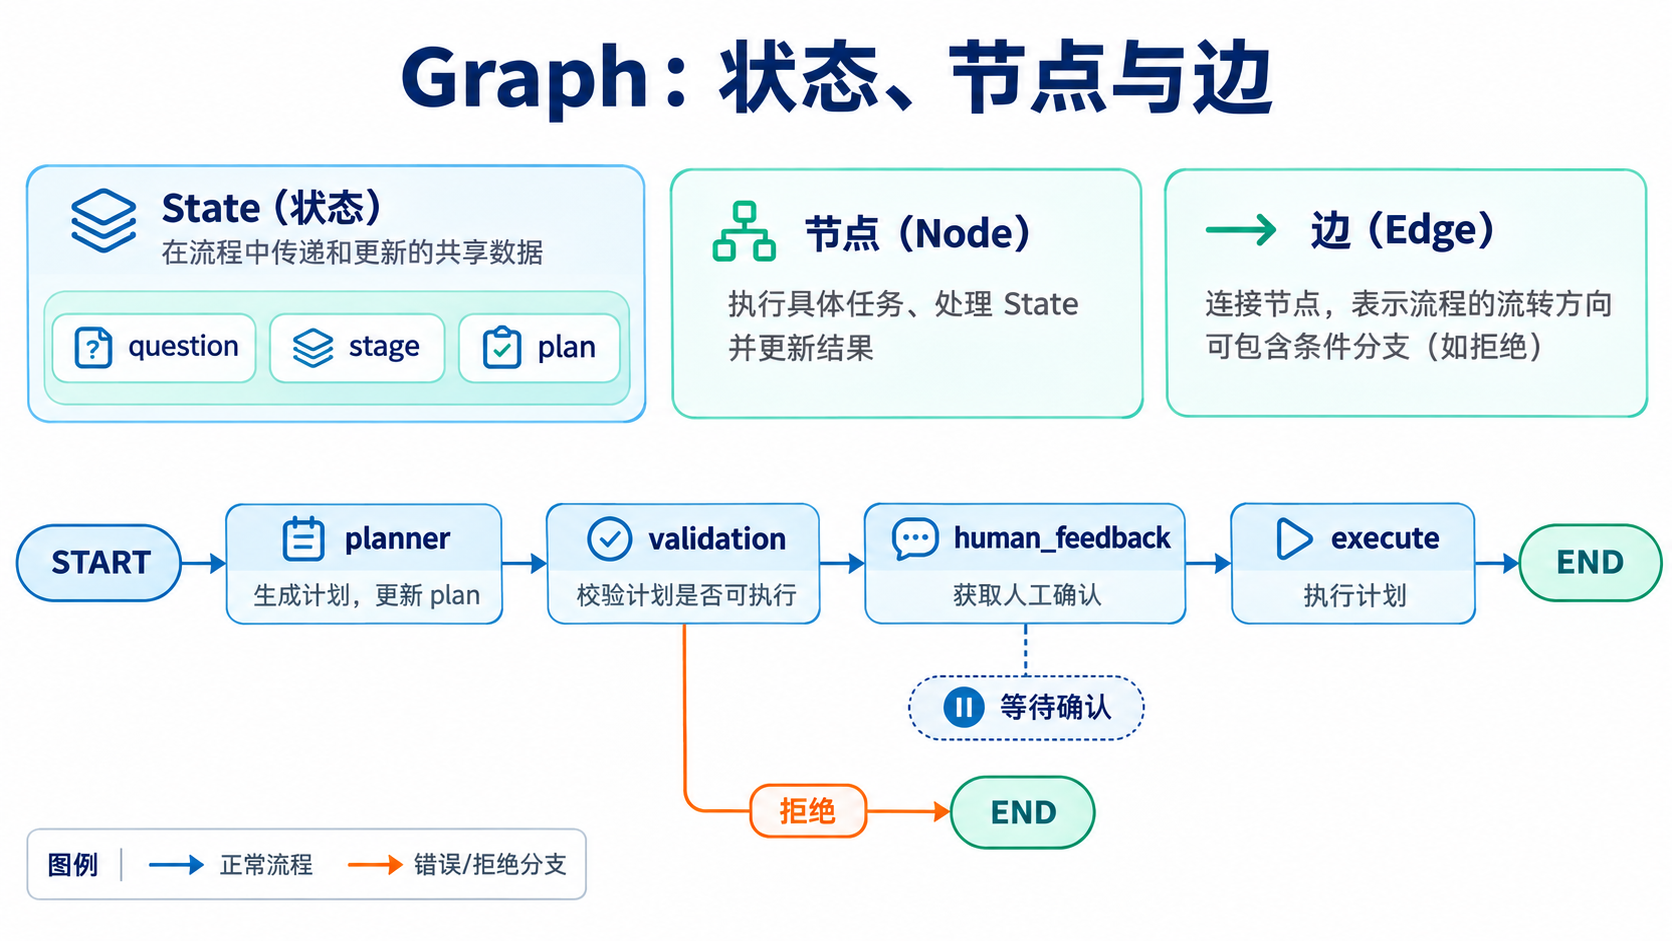 Graph：状态、节点与边
State（状态）
在流程中传递和更新的共享数据
question
stage
plan
节点（Node）
执行具体任务、处理 State
并更新结果
边（Edge）
连接节点，表示流程的流转方向
可包含条件分支（如拒绝）
START
planner
生成计划，更新 plan
validation
校验计划是否可执行
human_feedback
获取人工确认
execute
执行计划
END
等待确认
拒绝
END
图例
正常流程
错误/拒绝分支